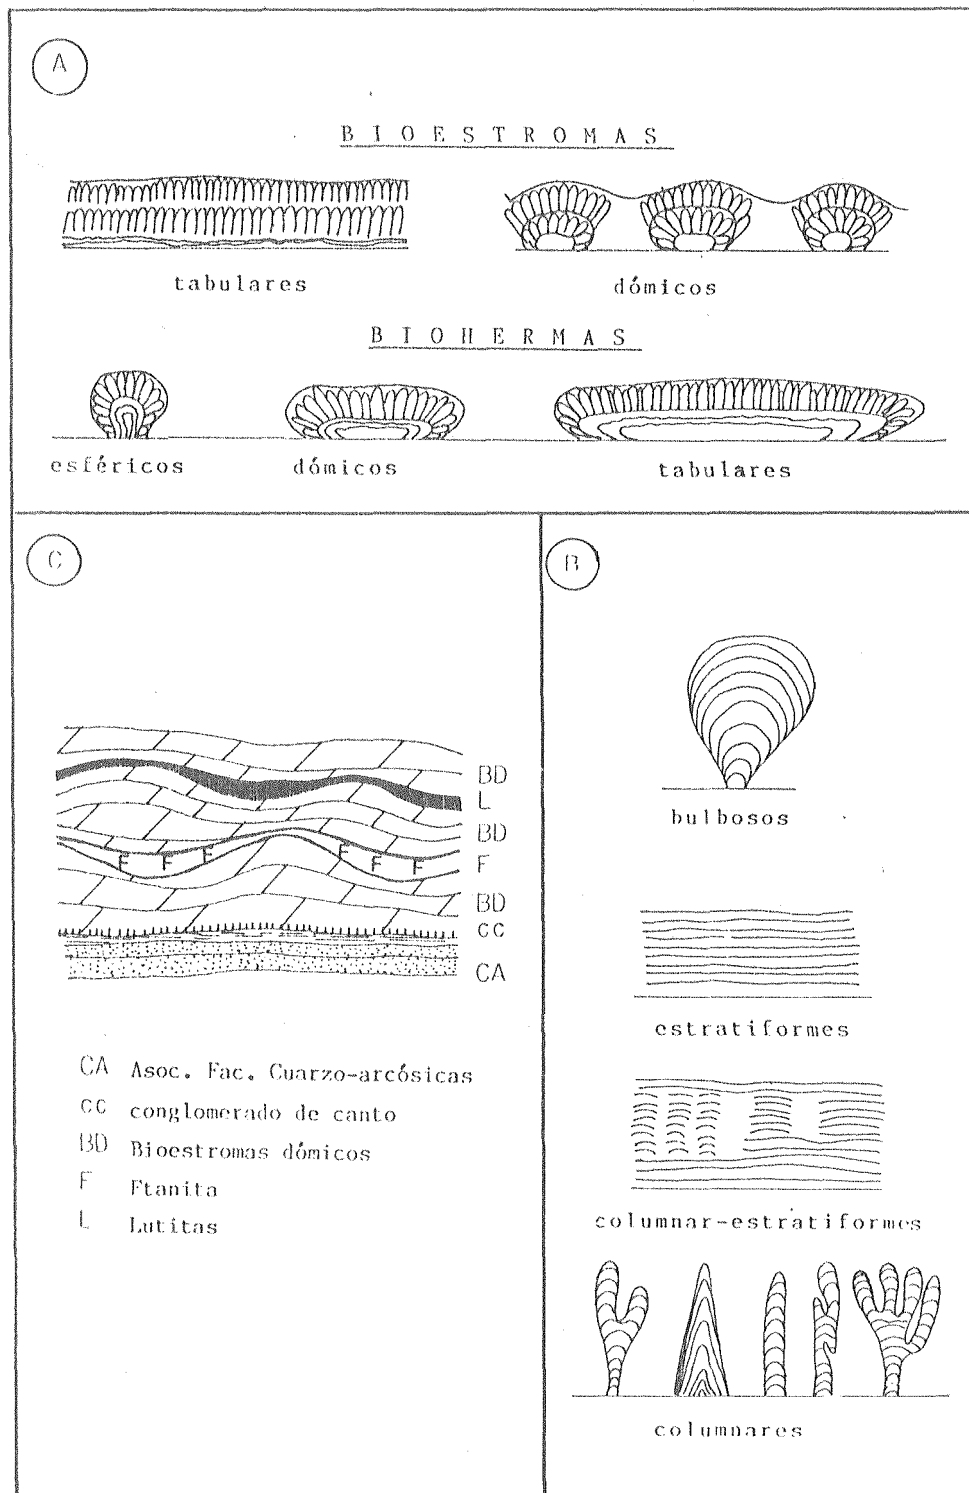 A
BIOESTROMAS
tabulares
dómicos
BIOHERMAS
esféricos
dómicos
tabulares
C
BD
L
BD
F F F F F F F
BD
CC
CA
CA Asoc. Fac. Cuarzo-arcósicas
CC conglomerado de canto
BD Bioestromas dómicos
F Ftanita
L Lutitas
B
bulbosos
estratiformes
columnar-estratiformes
columnares